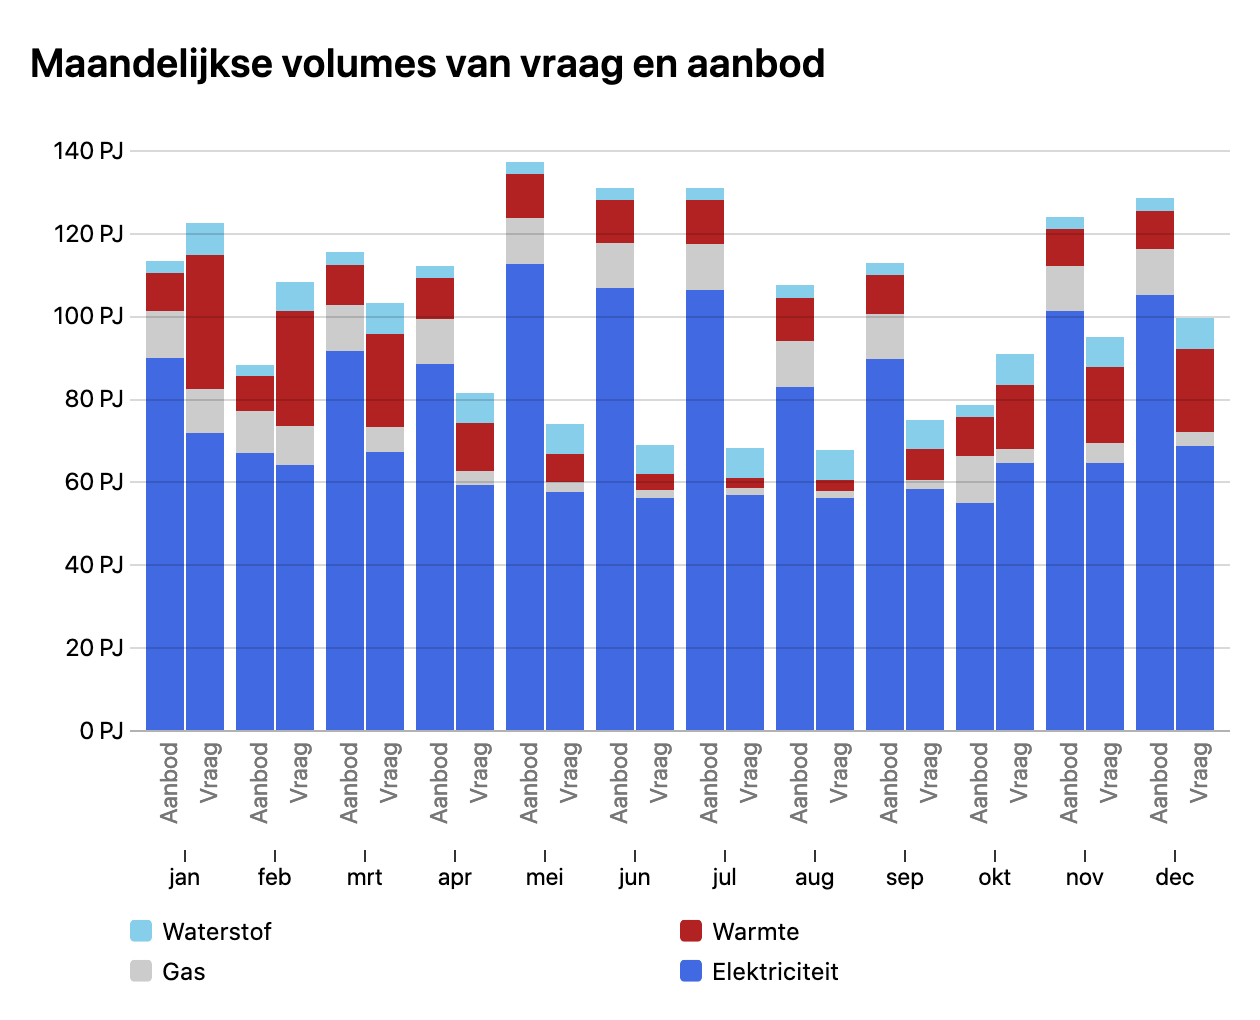 Maandelijkse volumes van vraag en aanbod
140 PJ
120 PJ
100 PJ
80 PJ
60 PJ
40 PJ
20 PJ
0 PJ
Aanbod Vraag Aanbod Vraag Aanbod Vraag Aanbod Vraag Aanbod Vraag Aanbod Vraag Aanbod Vraag Aanbod Vraag Aanbod Vraag Aanbod Vraag Aanbod Vraag Aanbod Vraag
jan feb mrt apr mei jun jul aug sep okt nov dec
Waterstof Warmte
Gas Elektriciteit